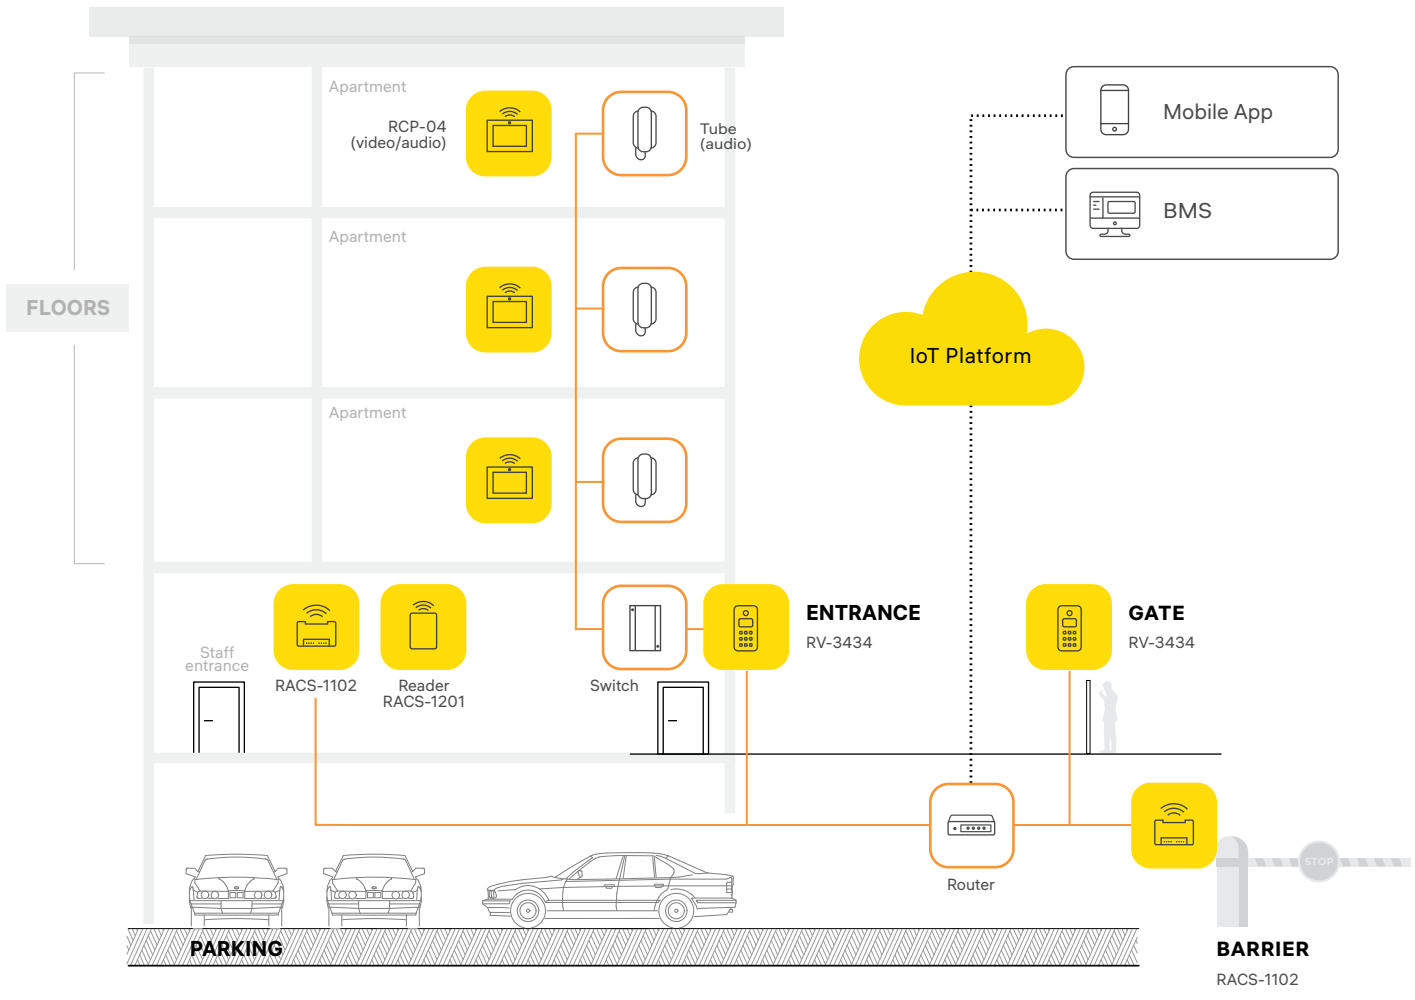 Apartment
RCP-04
(video/audio)
Tube
(audio)
Mobile App
BMS
Apartment
FLOORS
IoT Platform
Apartment
ENTRANCE
RV-3434
GATE
RV-3434
Staff
entrance
RACS-1102
Reader
RACS-1201
Switch
STOP
Router
PARKING
BARRIER
RACS-1102